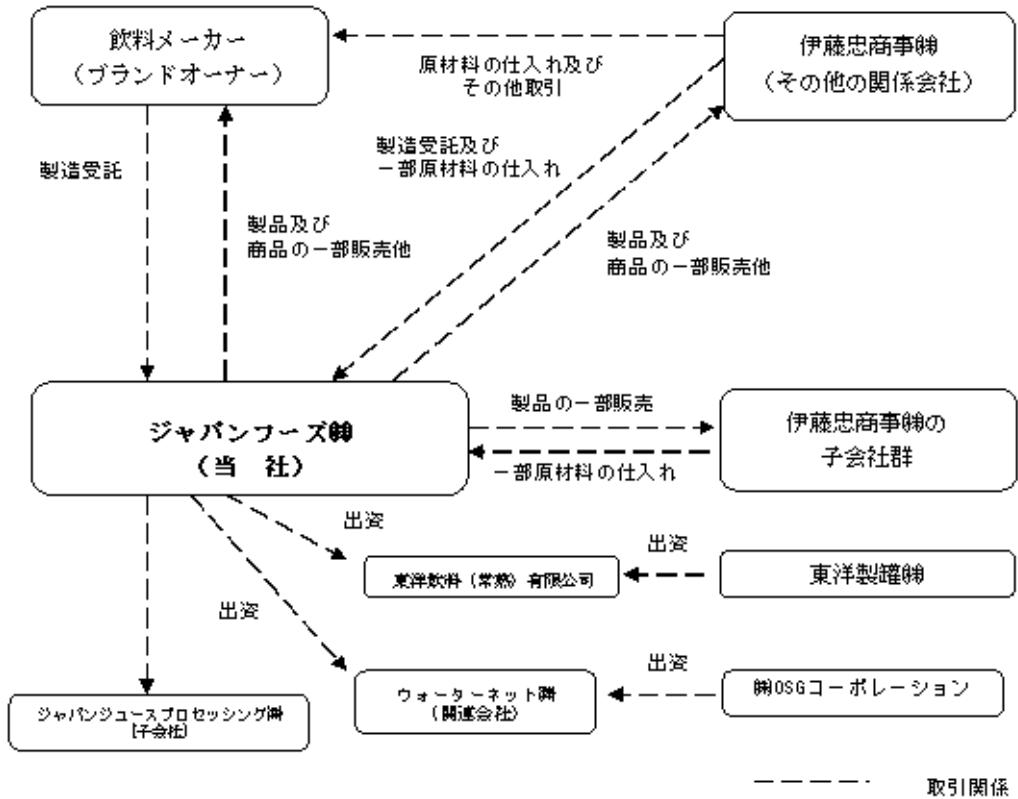 飲料メーカー
（ブランドオーナー）
伊藤忠商事㈱
（その他の関係会社）
原材料の仕入れ及び
その他取引
製造受託及び
一部原材料の仕入れ
製造受託
製品及び
商品の一部販売他
製品及び
商品の一部販売他
ジャパンフーズ㈱
（当　社）
製品の一部販売
一部原材料の仕入れ
伊藤忠商事㈱の
子会社群
出資
東洋飲料（常熟）有限公司
出資
東洋製罐㈱
出資
ウォーターネット㈱
（関連会社）
出資
㈱OSGコーポレーション
ジャパンジュースプロセッシング㈱
（子会社）
取引関係